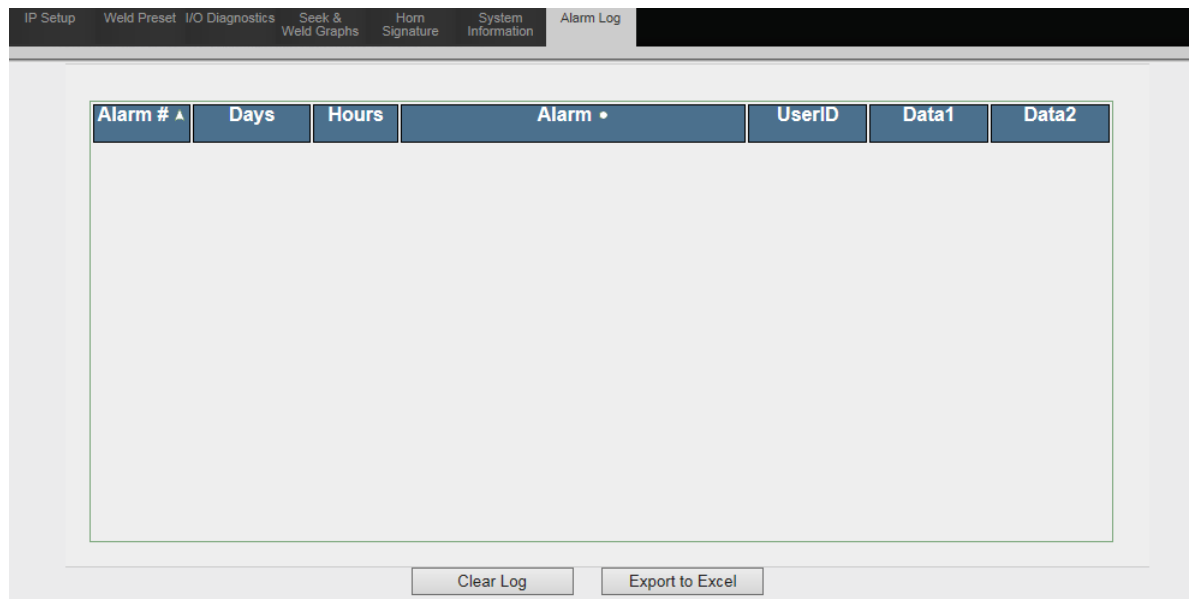 IP Setup Weld Preset I/O Diagnostics Seek & Horn System Alarm Log
Weld Graphs Signature Information
Alarm # ▲ Days Hours Alarm • UserID Data1 Data2
Clear Log Export to Excel